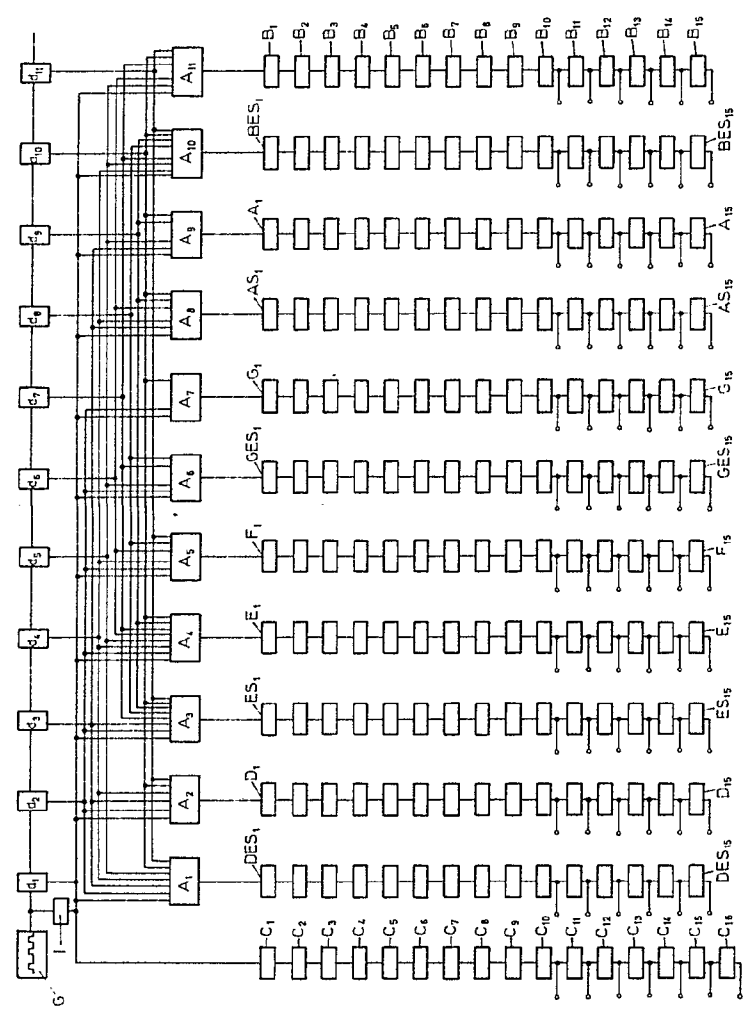 d₁ d₂ d₃ d₄ d₅ d₆ d₇ d₈ d₉ d₁₀ d₁₁
G I
A₁ A₂ A₃ A₄ A₅ A₆ A₇ A₈ A₉ A₁₀ A₁₁
C₁ DES₁ D₁ ES₁ E₁ F₁ GES₁ G₁ AS₁ A₁ BES₁ B₁
C₂ B₂
C₃ B₃
C₄ B₄
C₅ B₅
C₆ B₆
C₇ B₇
C₈ B₈
C₉ B₉
C₁₀ B₁₀
C₁₁ B₁₁
C₁₂ B₁₂
C₁₃ B₁₃
C₁₄ B₁₄
C₁₅ DES₁₅ D₁₅ ES₁₅ E₁₅ F₁₅ GES₁₅ G₁₅ AS₁₅ A₁₅ BES₁₅ B₁₅
C₁₆